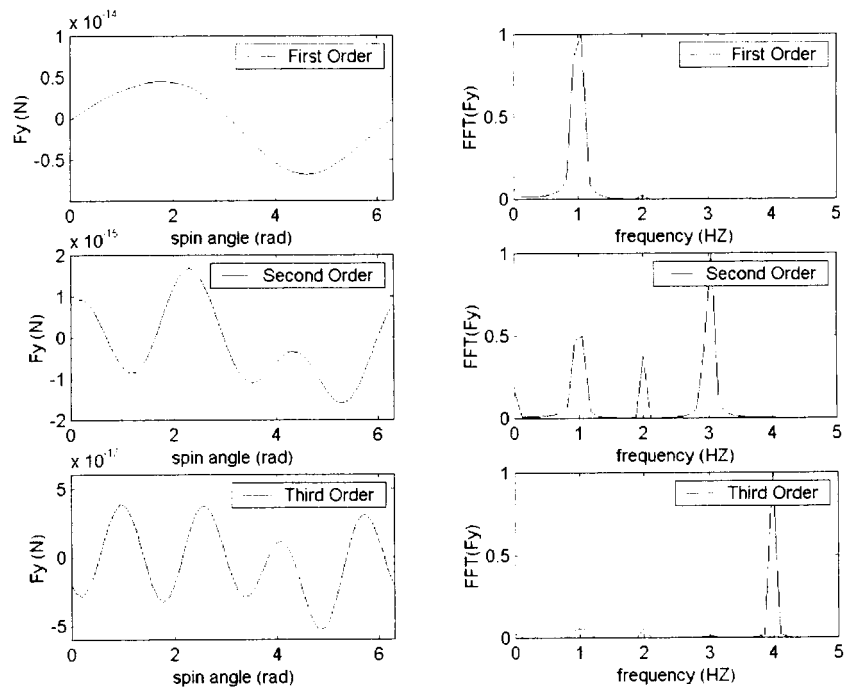 x 10^-14
1
0.5
0
-0.5
Fy (N)
First Order
0 2 4 6
spin angle (rad)
1
0.5
0
FFT(Fy)
First Order
0 1 2 3 4 5
frequency (HZ)
x 10^-15
2
1
0
-1
-2
Fy (N)
Second Order
0 2 4 6
spin angle (rad)
1
0.5
0
FFT(Fy)
Second Order
0 1 2 3 4 5
frequency (HZ)
x 10^-17
5
0
-5
Fy (N)
Third Order
0 2 4 6
spin angle (rad)
1
0.5
0
FFT(Fy)
Third Order
0 1 2 3 4 5
frequency (HZ)